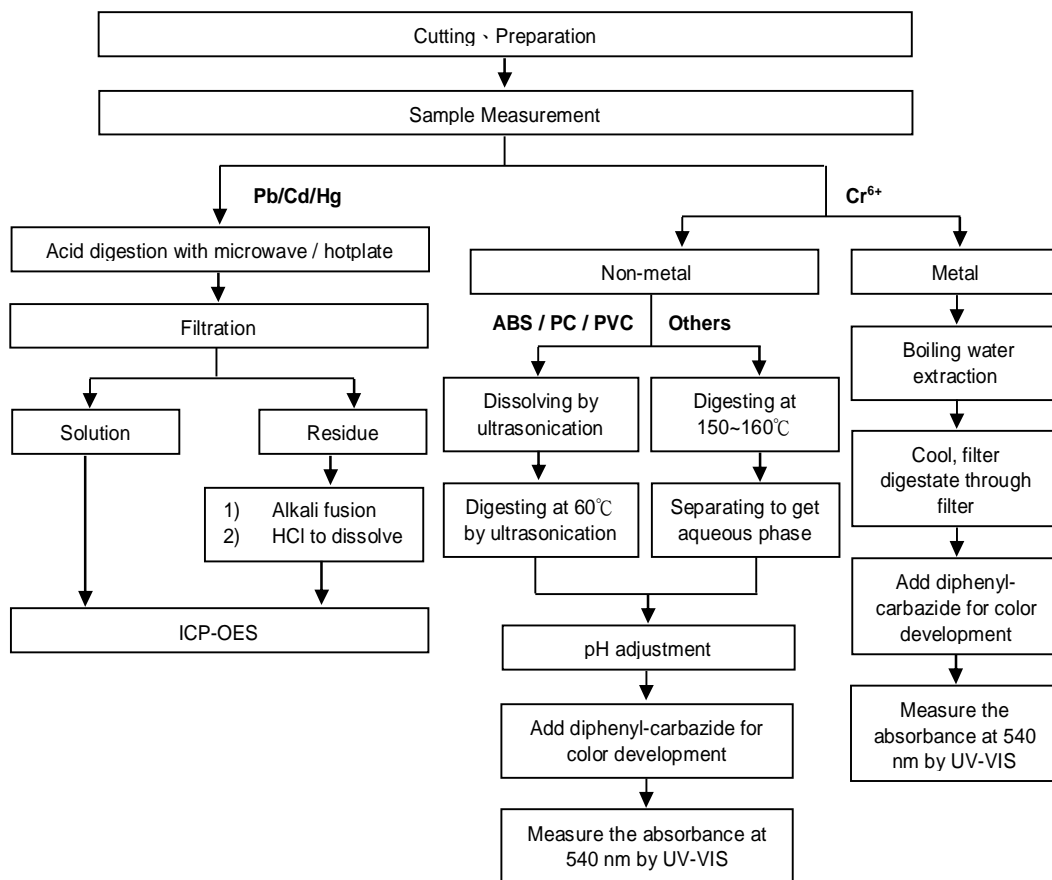 Cutting、Preparation
Sample Measurement
Pb/Cd/Hg
Cr⁶⁺
Acid digestion with microwave / hotplate
Non-metal
Metal
Filtration
ABS / PC / PVC
Others
Boiling water
extraction
Solution
Residue
Dissolving by
ultrasonication
Digesting at
150~160℃
Cool, filter
digestate through
filter
1) Alkali fusion
2) HCl to dissolve
Digesting at 60℃
by ultrasonication
Separating to get
aqueous phase
Add diphenyl-
carbazide for color
development
ICP-OES
pH adjustment
Measure the
absorbance at 540
nm by UV-VIS
Add diphenyl-carbazide for
color development
Measure the absorbance at
540 nm by UV-VIS